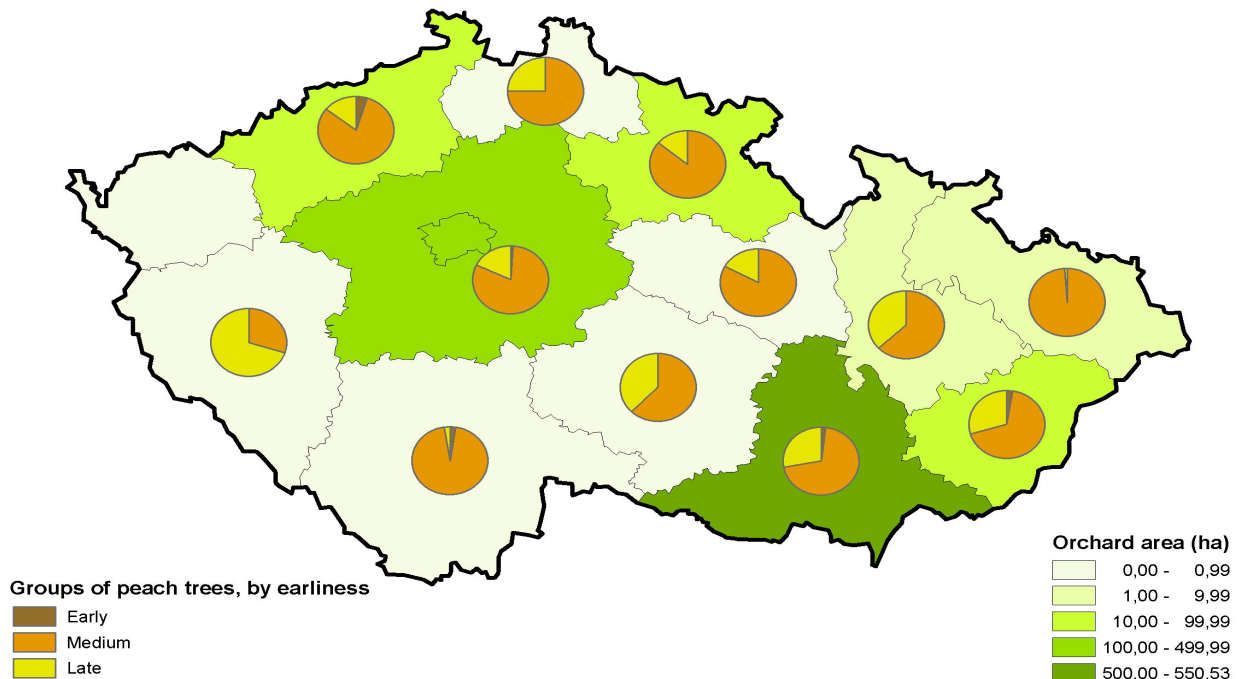 Groups of peach trees, by earliness
Early
Medium
Late
Orchard area (ha)
0,00 - 0,99
1,00 - 9,99
10,00 - 99,99
100,00 - 499,99
500,00 - 550,53